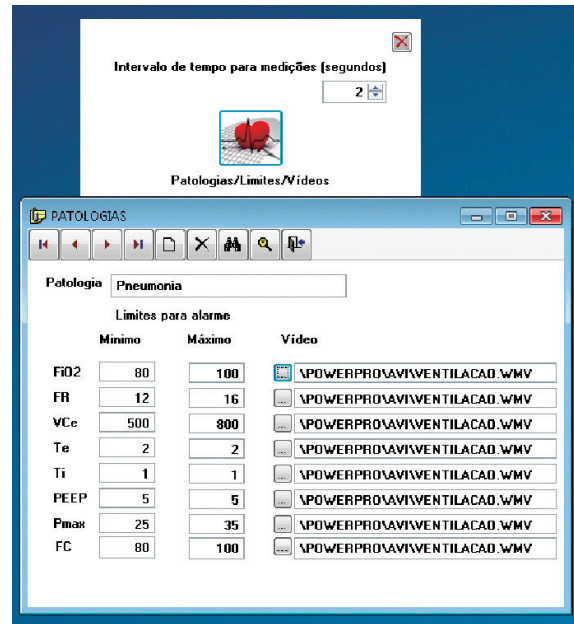 Intervalo de tempo para medições (segundos)
2
Patologias/Limites/Vídeos
PATOLOGIAS
Patologia Pneumonia
Limites para alarme
Mínimo Máximo Vídeo
FiO2 80 100 ... \POWERPRO\AVI\VENTILACAO.WMV
FR 12 16 ... \POWERPRO\AVI\VENTILACAO.WMV
VCe 500 800 ... \POWERPRO\AVI\VENTILACAO.WMV
Te 2 2 ... \POWERPRO\AVI\VENTILACAO.WMV
Ti 1 1 ... \POWERPRO\AVI\VENTILACAO.WMV
PEEP 5 5 ... \POWERPRO\AVI\VENTILACAO.WMV
Pmax 25 35 ... \POWERPRO\AVI\VENTILACAO.WMV
FC 80 100 ... \POWERPRO\AVI\VENTILACAO.WMV